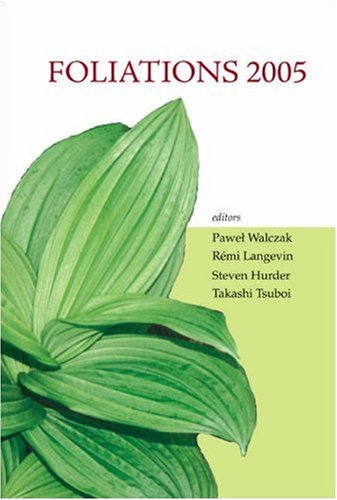 FOLIATIONS 2005
editors
Paweł Walczak
Rémi Langevin
Steven Hurder
Takashi Tsuboi